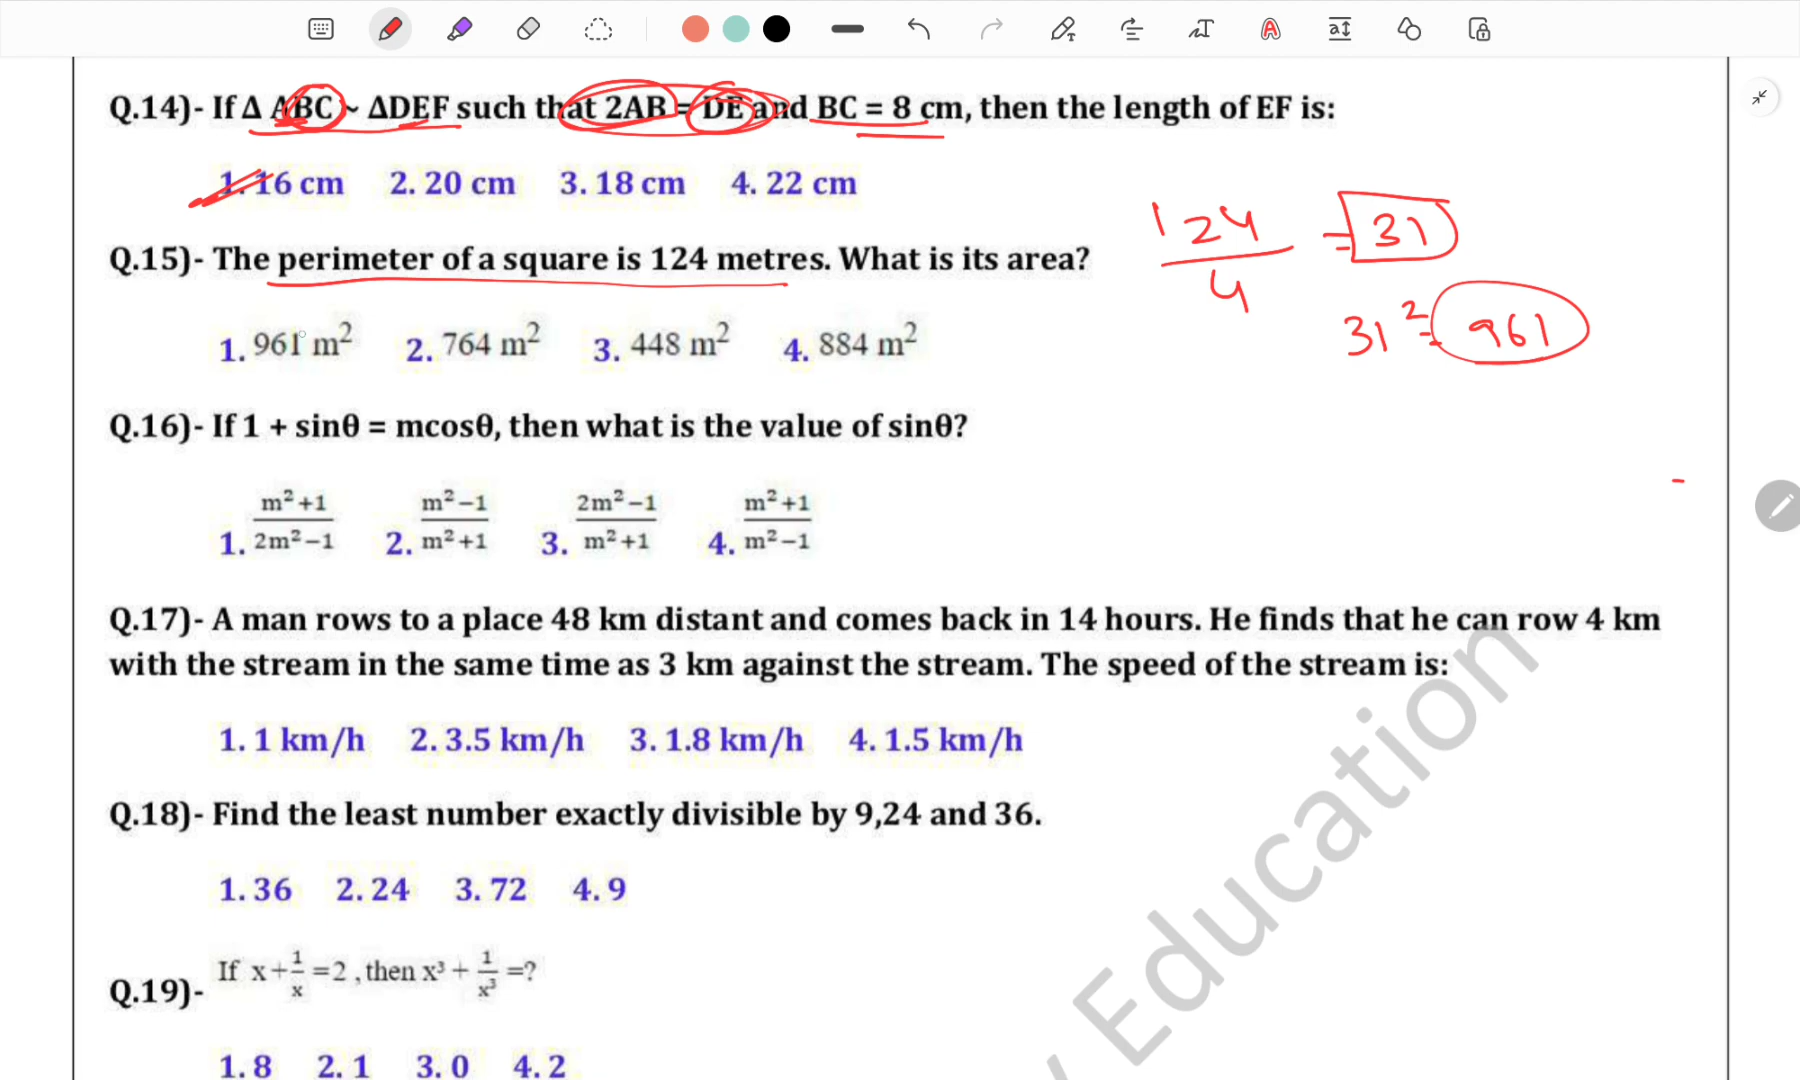 Q.14)- If Δ ABC ~ ΔDEF such that 2AB = DE and BC = 8 cm, then the length of EF is:
1. 16 cm 2. 20 cm 3. 18 cm 4. 22 cm
124/4 = 31
Q.15)- The perimeter of a square is 124 metres. What is its area?
31² = 961
1. 961 m² 2. 764 m² 3. 448 m² 4. 884 m²
Q.16)- If 1 + sinθ = mcosθ, then what is the value of sinθ?
1. m²+1/2m²−1 2. m²−1/m²+1 3. 2m²−1/m²+1 4. m²+1/m²−1
Q.17)- A man rows to a place 48 km distant and comes back in 14 hours. He finds that he can row 4 km
with the stream in the same time as 3 km against the stream. The speed of the stream is:
1. 1 km/h 2. 3.5 km/h 3. 1.8 km/h 4. 1.5 km/h
Q.18)- Find the least number exactly divisible by 9,24 and 36.
1. 36 2. 24 3. 72 4. 9
Q.19)- If x+1/x=2 , then x³ + 1/x³ =?
1. 8 2. 1 3. 0 4. 2
Education